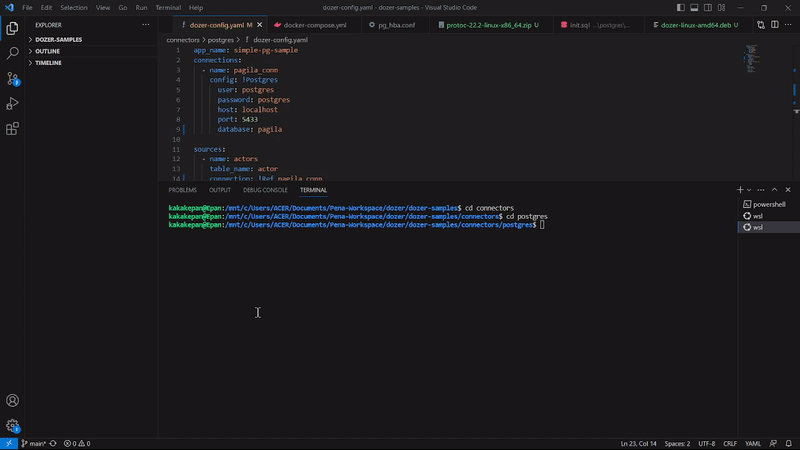 File Edit Selection View Go Run Terminal Help
dozer-config.yaml - dozer-samples - Visual Studio Code
EXPLORER
DOZER-SAMPLES
OUTLINE
TIMELINE
dozer-config.yaml M
docker-compose.yml
pg_hba.conf
protoc-22.2-linux-x86_64.zip U
init.sql ...\postgres\...
dozer-linux-amd64.deb U
connectors > postgres > dozer-config.yaml
1 app_name: simple-pg-sample
2 connections:
3 - name: pagila_conn
4 config: !Postgres
5 user: postgres
6 password: postgres
7 host: localhost
8 port: 5433
9 database: pagila
10
11 sources:
12 - name: actors
13 table_name: actor
14 connection: !Ref pagila_conn
PROBLEMS OUTPUT DEBUG CONSOLE TERMINAL
kakakepan@Epan:/mnt/c/Users/ACER/Documents/Pena-Workspace/dozer/dozer-samples$ cd connectors
kakakepan@Epan:/mnt/c/Users/ACER/Documents/Pena-Workspace/dozer/dozer-samples/connectors$ cd postgres
kakakepan@Epan:/mnt/c/Users/ACER/Documents/Pena-Workspace/dozer/dozer-samples/connectors/postgres$
powershell
wsl
wsl
main* 0 0
Ln 23, Col 14 Spaces: 2 UTF-8 CRLF YAML